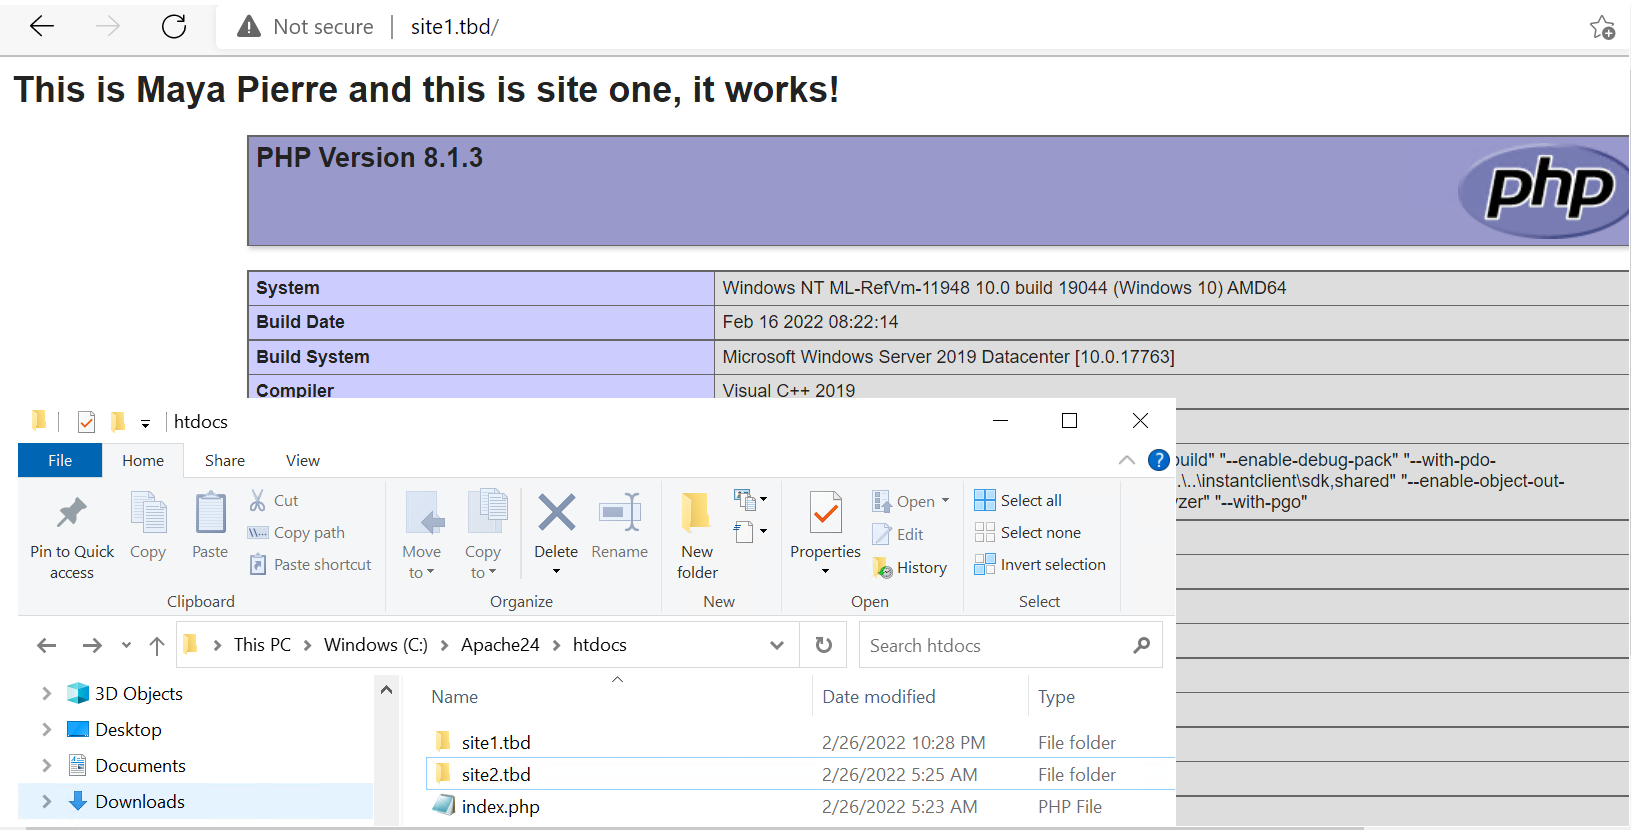 Not secure | site1.tbd/
This is Maya Pierre and this is site one, it works!
PHP Version 8.1.3
php
System Windows NT ML-RefVm-11948 10.0 build 19044 (Windows 10) AMD64
Build Date Feb 16 2022 08:22:14
Build System Microsoft Windows Server 2019 Datacenter [10.0.17763]
Compiler Visual C++ 2019
"--enable-debug-pack" "--with-pdo-
.\..\instantclient\sdk,shared" "--enable-object-out-
"--with-pgo"
htdocs
File Home Share View
Pin to Quick access
Copy
Paste
Cut
Copy path
Paste shortcut
Clipboard
Move to
Copy to
Delete
Rename
Organize
New folder
New
Properties
Open
Edit
History
Open
Select all
Select none
Invert selection
Select
This PC > Windows (C:) > Apache24 > htdocs
Search htdocs
3D Objects
Desktop
Documents
Downloads
Name Date modified Type
site1.tbd 2/26/2022 10:28 PM File folder
site2.tbd 2/26/2022 5:25 AM File folder
index.php 2/26/2022 5:23 AM PHP File